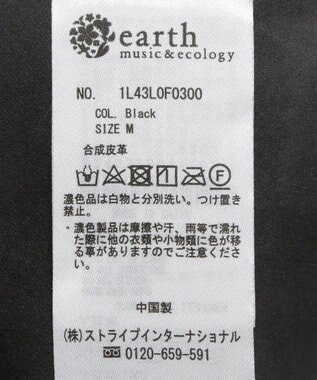 earth
music&ecology
NO. 1L43L0F0300
COL. Black
SIZE M
合成皮革
濃色品は白物と分別洗い。つけ置き
禁止。
・濃色製品は摩擦や汗、雨等で濡れ
た際に他の衣類や小物類に色が移
る事がありますのでご注意くださ
い。
中国製
(株)ストライプインターナショナル
0120-659-591